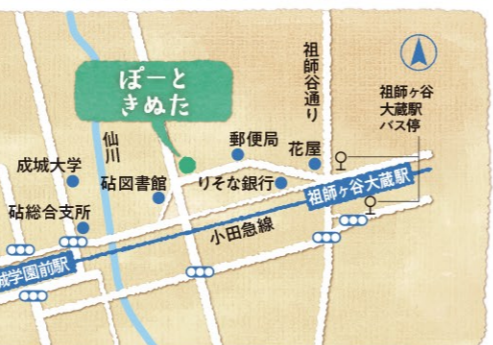 ぽーと
きぬた
祖師谷通り
祖師ヶ谷
大蔵駅
バス停
仙川
郵便局
花屋
成城大学
砧図書館
りそな銀行
祖師ヶ谷大蔵駅
砧総合支所
小田急線
城学園前駅